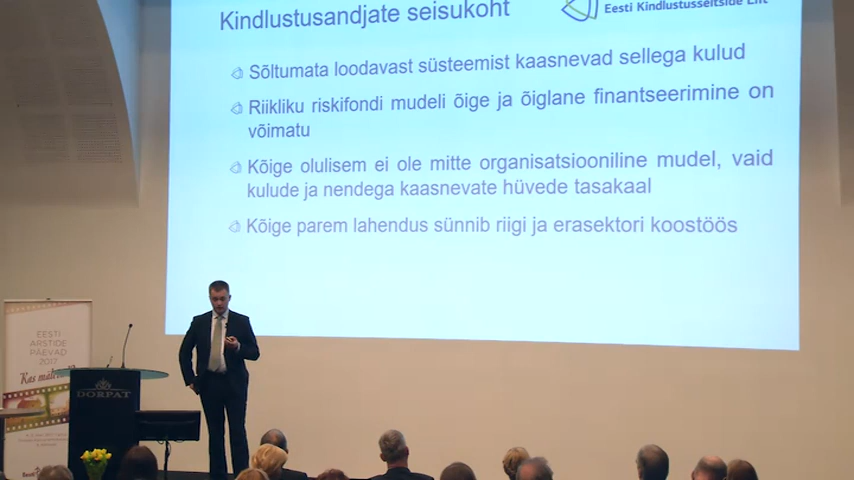 Kindlustusandjate seisukoht
Eesti Kindlustusseltside Liit
Sõltumata loodavast süsteemist kaasnevad sellega kulud
Riikliku riskifondi mudeli õige ja õiglane finantseerimine on
võimatu
Kõige olulisem ei ole mitte organisatsiooniline mudel, vaid
kulude ja nendega kaasnevate hüvede tasakaal
Kõige parem lahendus sünnib riigi ja erasektori koostöös
EESTI
ARSTIDE
PÄEVAD
2017
"Kas mäl
DORPAT